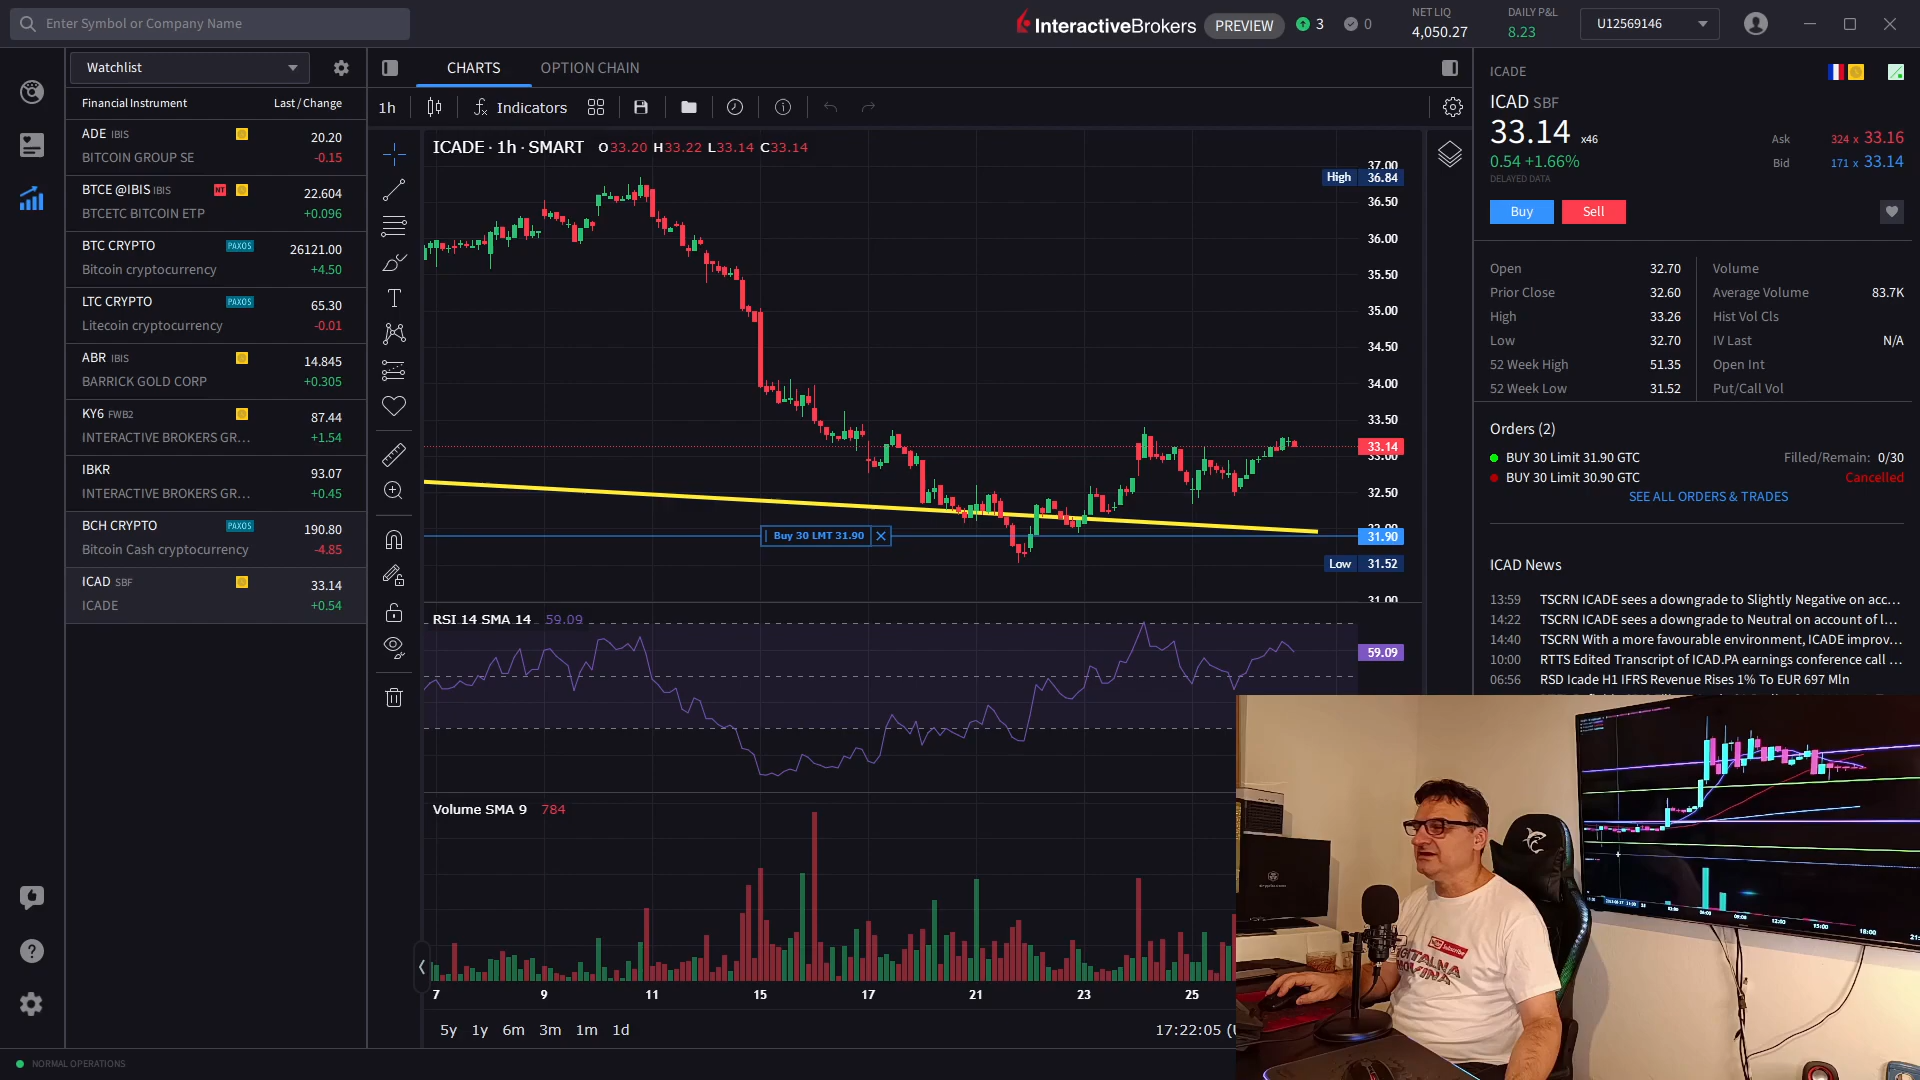 Enter Symbol or Company Name
InteractiveBrokers PREVIEW 3 0
NET LIQ
4,050.27
DAILY P&L
8.23
U12569146
Watchlist
Financial Instrument Last / Change
ADE IBIS 20.20
BITCOIN GROUP SE -0.15
BTCE @IBIS IBIS NT 22.604
BTCETC BITCOIN ETP +0.096
BTC CRYPTO PAXOS 26121.00
Bitcoin cryptocurrency +4.50
LTC CRYPTO PAXOS 65.30
Litecoin cryptocurrency -0.01
ABR IBIS 14.845
BARRICK GOLD CORP +0.305
KY6 FWB2 87.44
INTERACTIVE BROKERS GR... +1.54
IBKR 93.07
INTERACTIVE BROKERS GR... +0.45
BCH CRYPTO PAXOS 190.80
Bitcoin Cash cryptocurrency -4.85
ICAD SBF 33.14
ICADE +0.54
NORMAL OPERATIONS
CHARTS OPTION CHAIN
1h Indicators
ICADE · 1h · SMART O33.20 H33.22 L33.14 C33.14
37.00
High 36.84
36.50
36.00
35.50
35.00
34.50
34.00
33.50
33.14
33.00
32.50
32.00
Buy 30 LMT 31.90
31.90
Low 31.52
31.00
RSI 14 SMA 14 59.09
59.09
Volume SMA 9 784
7 9 11 15 17 21 23 25
5y 1y 6m 3m 1m 1d
17:22:05 (U
ICADE
ICAD SBF
33.14 x46
0.54 +1.66%
DELAYED DATA
Ask 324 x 33.16
Bid 171 x 33.14
Buy Sell
Open 32.70
Prior Close 32.60
High 33.26
Low 32.70
52 Week High 51.35
52 Week Low 31.52
Volume
Average Volume 83.7K
Hist Vol Cls
IV Last N/A
Open Int
Put/Call Vol
Orders (2)
BUY 30 Limit 31.90 GTC Filled/Remain: 0/30
BUY 30 Limit 30.90 GTC Cancelled
SEE ALL ORDERS & TRADES
ICAD News
13:59 TSCRN ICADE sees a downgrade to Slightly Negative on acc...
14:22 TSCRN ICADE sees a downgrade to Neutral on account of l...
14:40 TSCRN With a more favourable environment, ICADE improv...
10:00 RTTS Edited Transcript of ICAD.PA earnings conference call ...
06:56 RSD Icade H1 IFRS Revenue Rises 1% To EUR 697 Mln
Subscribe
09:00
12:00
15:00
18:00